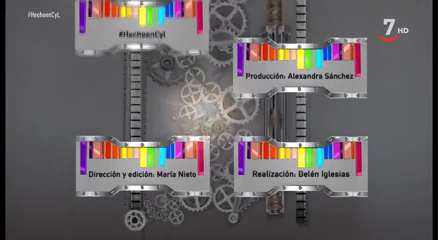 #HechoenCyL
7 HD
#HechoenCyl
Producción: Alexandra Sánchez
Dirección y edición: María Nieto
Realización: Belén Iglesias